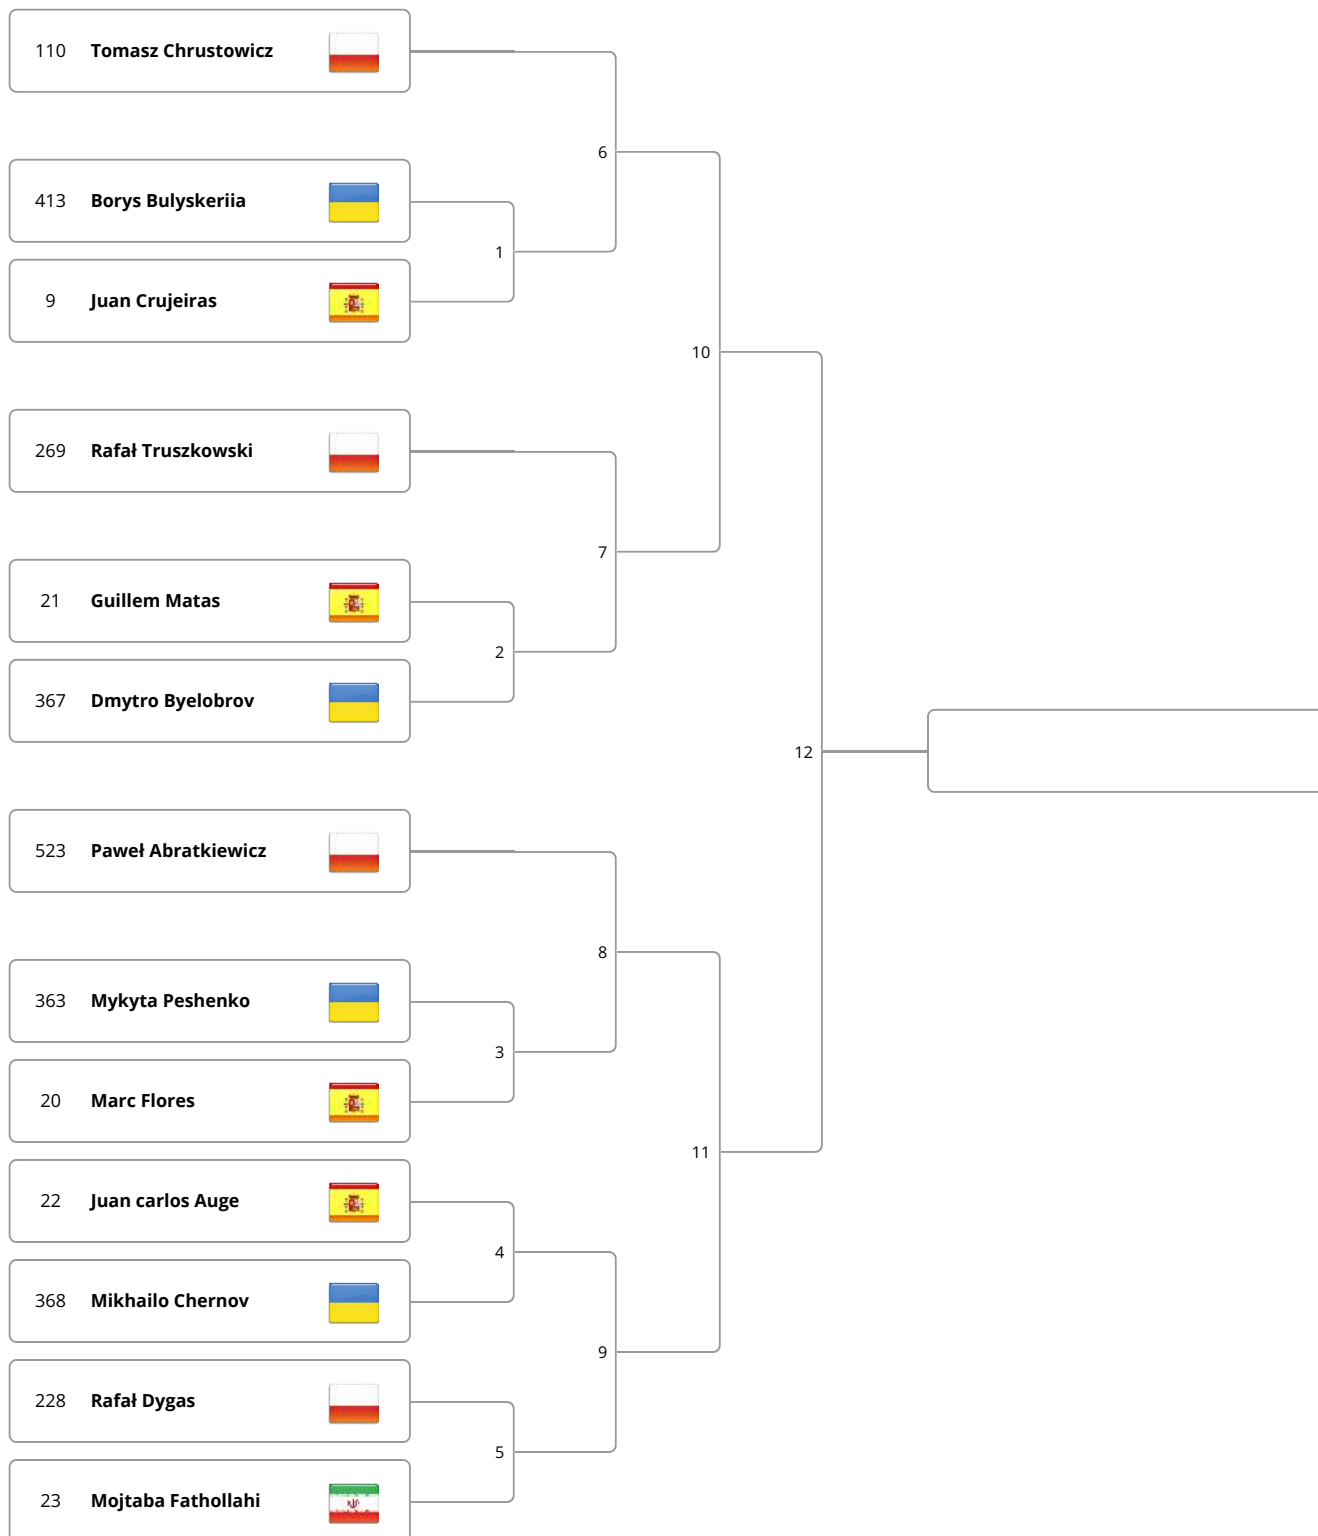 110 Tomasz Chrustowicz
6
413 Borys Bulyskeriia
1
9 Juan Crujeiras
10
269 Rafał Truszkowski
7
21 Guillem Matas
2
367 Dmytro Byelobrov
12
523 Paweł Abratkiewicz
8
363 Mykyta Peshenko
3
20 Marc Flores
11
22 Juan carlos Auge
4
368 Mikhailo Chernov
9
228 Rafał Dygas
5
23 Mojtaba Fathollahi